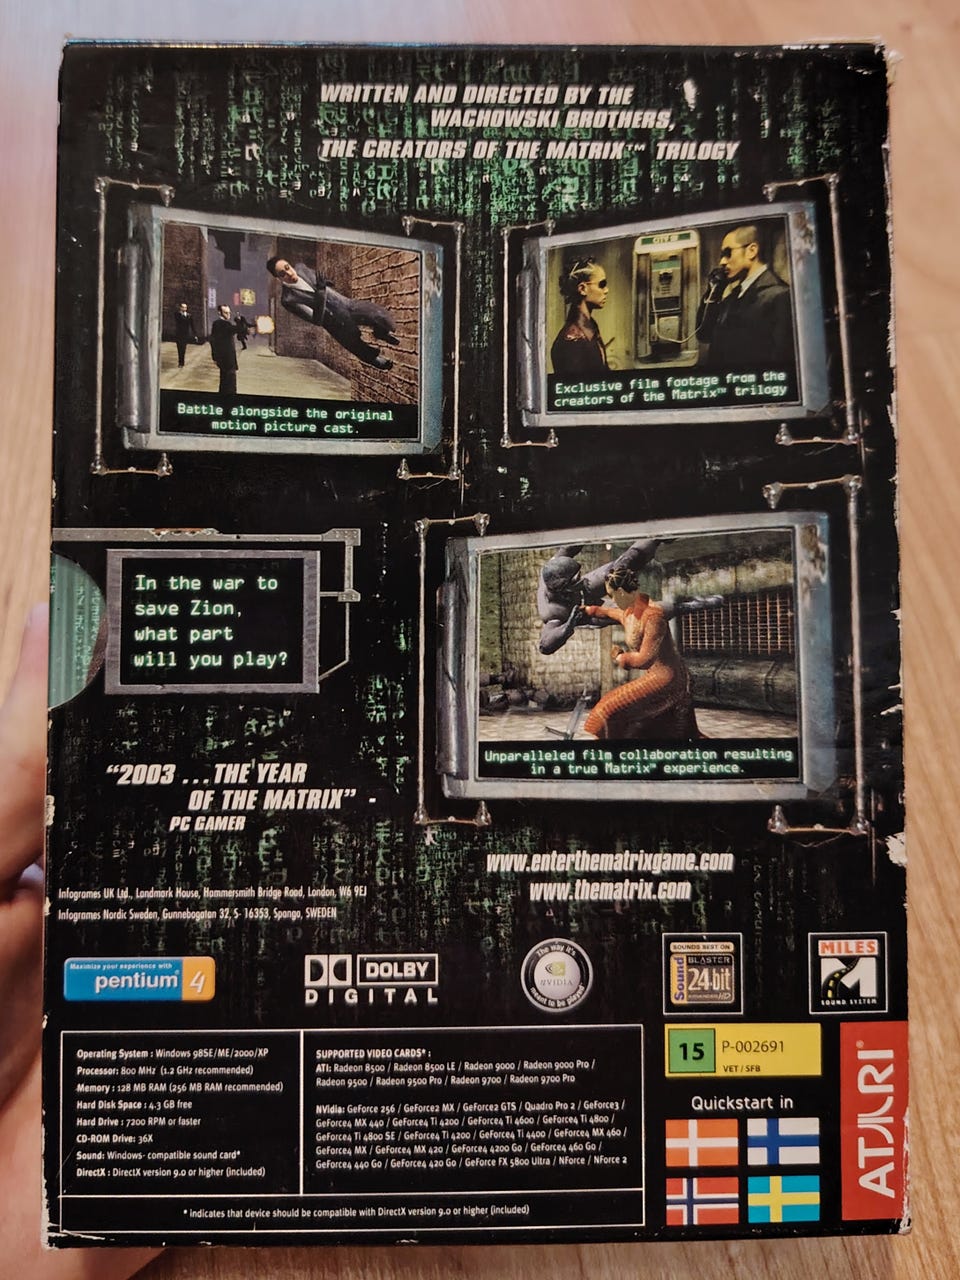 WRITTEN AND DIRECTED BY THE
WACHOWSKI BROTHERS,
THE CREATORS OF THE MATRIX™ TRILOGY
Battle alongside the original
motion picture cast.
CITY
Exclusive film footage from the
creators of the Matrix™ trilogy
In the war to
save Zion,
what part
will you play?
Unparalleled film collaboration resulting
in a true Matrix™ experience.
“2003 ...THE YEAR
OF THE MATRIX” -
PC GAMER
www.enterthematrixgame.com
www.thematrix.com
Infogrames UK Ltd., Landmark House, Hammersmith Bridge Road, London, W6 9EJ
Infogrames Nordic Sweden, Gunnebogatan 32, S- 16353, Spanga, SWEDEN
Maximize your experience with
pentium® 4
DOLBY
DIGITAL
The way it's
NVIDIA
meant to be played
SOUNDS BEST ON
Sound
BLASTER
24-bit
ADVANCED HD
MILES
SOUND SYSTEM
Operating System : Windows 98SE/ME/2000/XP
Processor: 800 MHz (1.2 GHz recommended)
Memory : 128 MB RAM (256 MB RAM recommended)
Hard Disk Space : 4.3 GB free
Hard Drive : 7200 RPM or faster
CD-ROM Drive: 36X
Sound: Windows- compatible sound card*
DirectX : DirectX version 9.0 or higher (included)
SUPPORTED VIDEO CARDS* :
ATI: Radeon 8500 / Radeon 8500 LE / Radeon 9000 / Radeon 9000 Pro /
Radeon 9500 / Radeon 9500 Pro / Radeon 9700 / Radeon 9700 Pro
NVidia: GeForce 256 / GeForce2 MX / GeForce2 GTS / Quadro Pro 2 / GeForce3 /
GeForce4 MX 440 / GeForce4 Ti 4200 / GeForce4 Ti 4600 / GeForce4 Ti 4800 /
GeForce4 Ti 4800 SE / GeForce4 Ti 4200 / GeForce4 Ti 4400 / GeForce4 MX 460 /
GeForce4 MX / GeForce4 MX 420 / GeForce4 4200 Go / GeForce4 460 Go /
GeForce4 440 Go / GeForce4 420 Go / GeForce FX 5800 Ultra / NForce / NForce 2
* indicates that device should be compatible with DirectX version 9.0 or higher (included)
15
P-002691
VET / SFB
Quickstart in
ATARI®